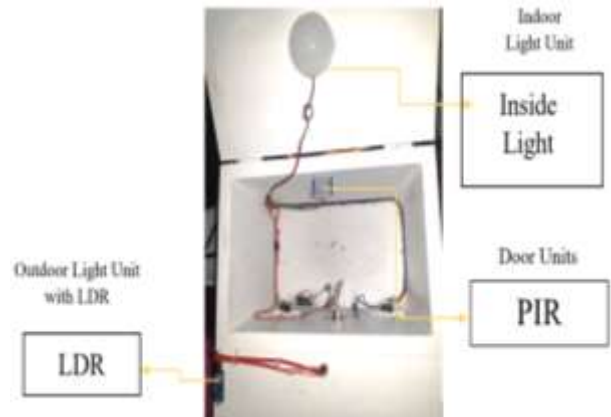 Indoor
Light Unit
Inside
Light
Outdoor Light Unit
with LDR
LDR
Door Units
PIR